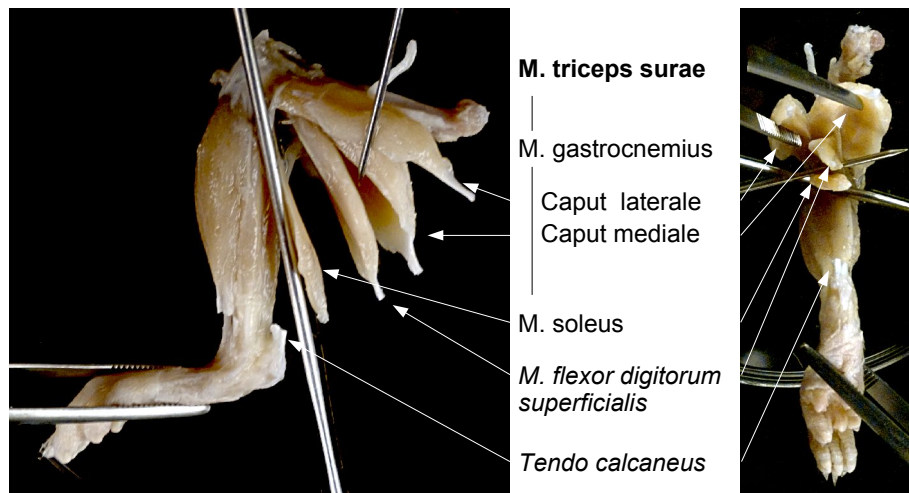 M. triceps surae
M. gastrocnemius
Caput laterale
Caput mediale
M. soleus
M. flexor digitorum
superficialis
Tendo calcaneus